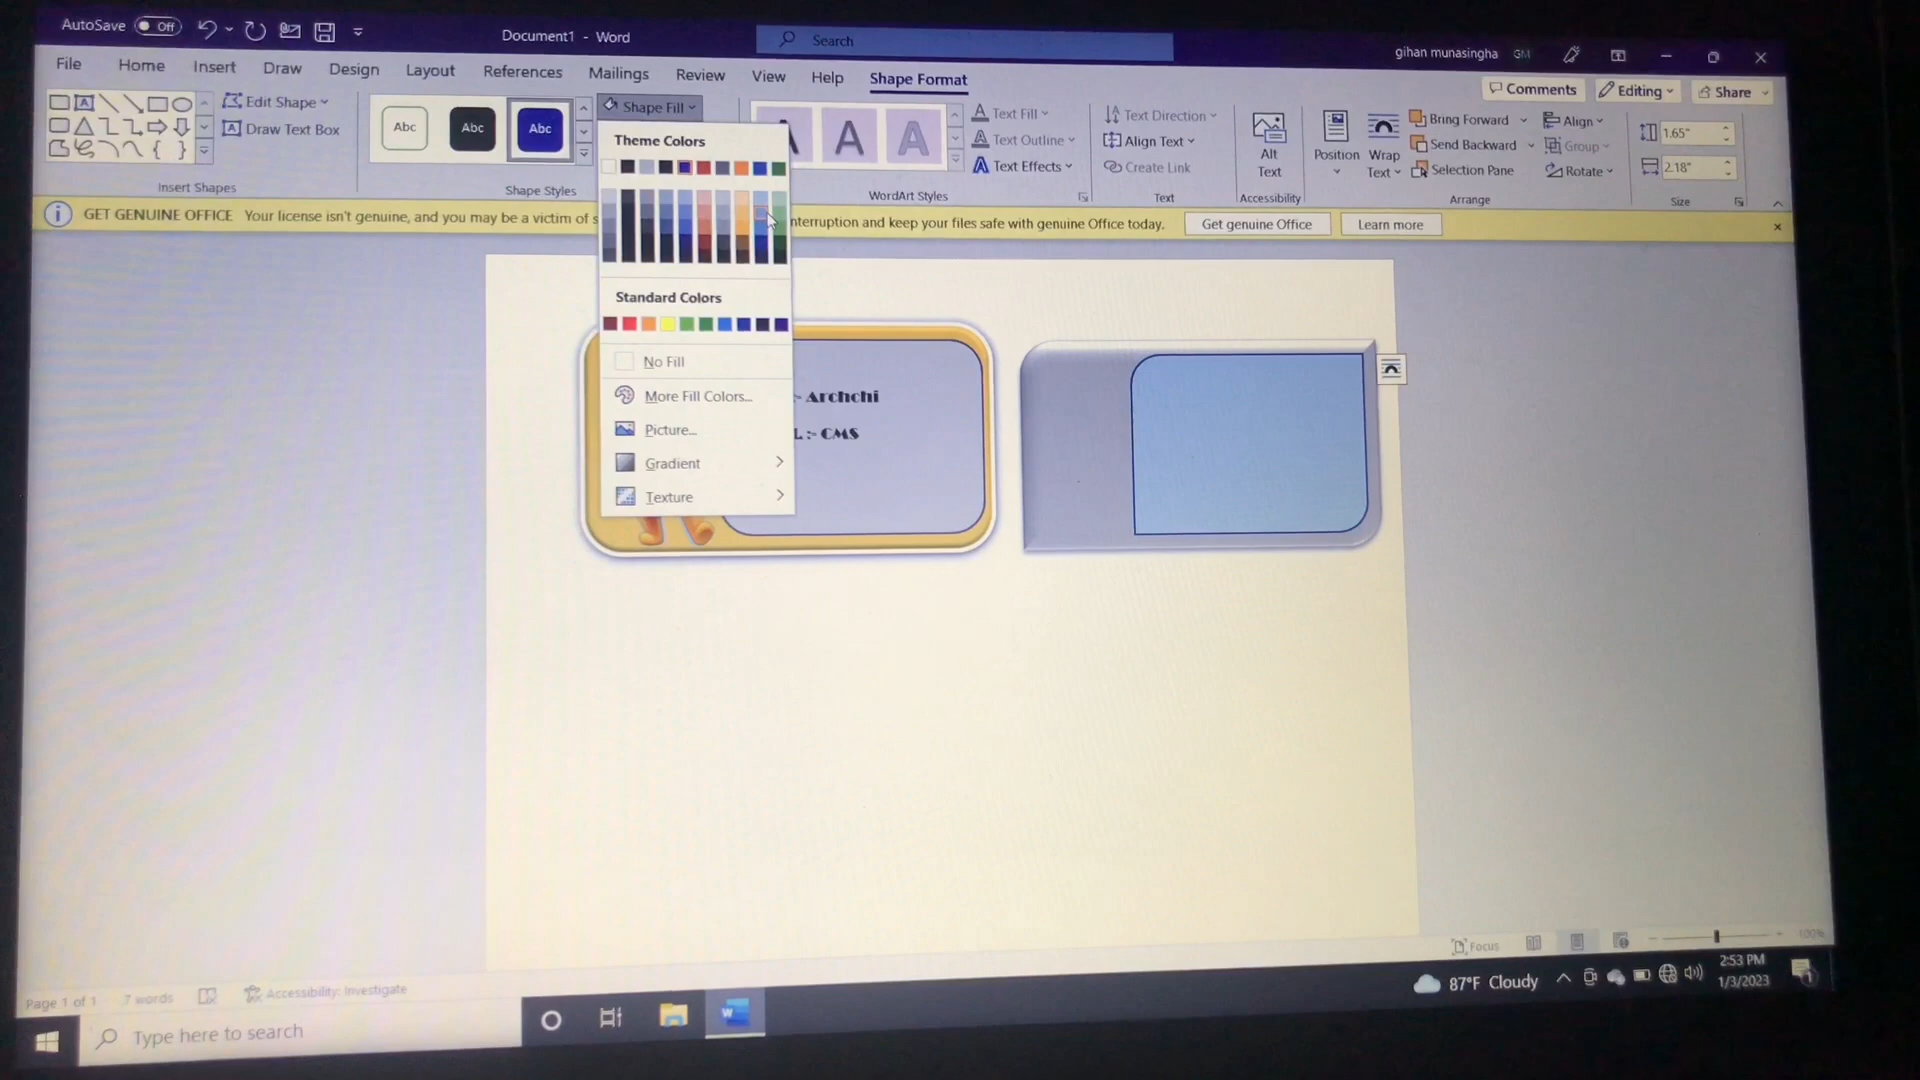 AutoSave Off
Document1 - Word
Search
gihan munasingha GM
File Home Insert Draw Design Layout References Mailings Review View Help Shape Format
Comments Editing Share
Edit Shape
Draw Text Box
Insert Shapes
Abc Abc Abc
Shape Styles
Shape Fill
A A
WordArt Styles
Text Fill
Text Outline
Text Effects
Text Direction
Align Text
Create Link
Text
Alt Text
Accessibility
Position
Wrap Text
Bring Forward
Send Backward
Selection Pane
Align
Group
Rotate
Arrange
1.65"
2.18"
Size
GET GENUINE OFFICE Your license isn't genuine, and you may be a victim of s
nterruption and keep your files safe with genuine Office today.
Get genuine Office
Learn more
Theme Colors
Standard Colors
No Fill
More Fill Colors...
Picture...
Gradient
Texture
:- Archchi
L :- CMS
Page 1 of 1 7 words
Accessibility: Investigate
Focus
100%
Type here to search
87°F Cloudy
2:53 PM
1/3/2023
1